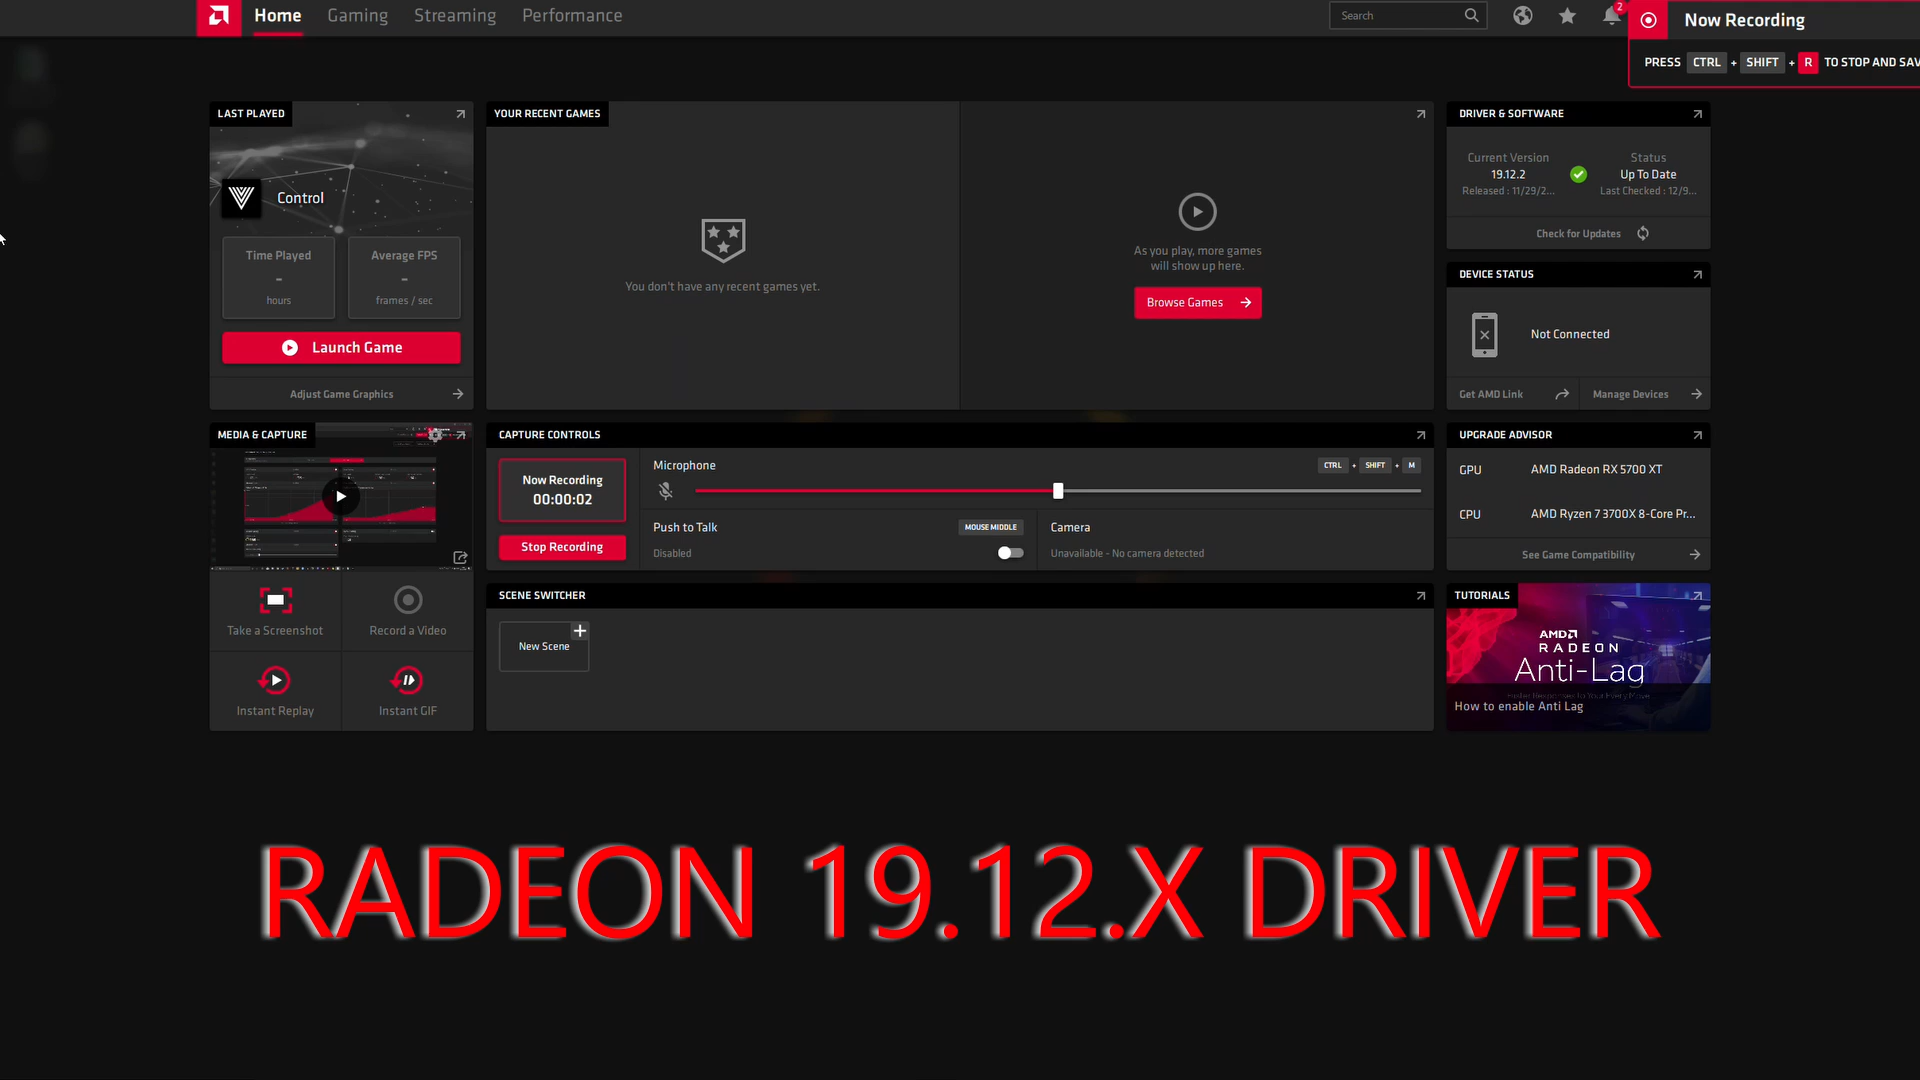 Home Gaming Streaming Performance
Search
2
Now Recording
PRESS CTRL + SHIFT + R TO STOP AND SAV
LAST PLAYED
Control
Time Played
-
hours
Average FPS
-
frames / sec
Launch Game
Adjust Game Graphics
YOUR RECENT GAMES
You don't have any recent games yet.
As you play, more games
will show up here.
Browse Games
DRIVER & SOFTWARE
Current Version
19.12.2
Released : 11/29/2...
Status
Up To Date
Last Checked : 12/9...
Check for Updates
DEVICE STATUS
Not Connected
Get AMD Link
Manage Devices
MEDIA & CAPTURE
Take a Screenshot
Record a Video
Instant Replay
Instant GIF
CAPTURE CONTROLS
Now Recording
00:00:02
Stop Recording
Microphone
CTRL + SHIFT + M
Push to Talk
MOUSE MIDDLE
Disabled
Camera
Unavailable - No camera detected
SCENE SWITCHER
New Scene
UPGRADE ADVISOR
GPU AMD Radeon RX 5700 XT
CPU AMD Ryzen 7 3700X 8-Core Pr...
See Game Compatibility
TUTORIALS
AMD
RADEON
Anti-Lag
Faster Responses to Your Every Move
How to enable Anti Lag
RADEON 19.12.X DRIVER